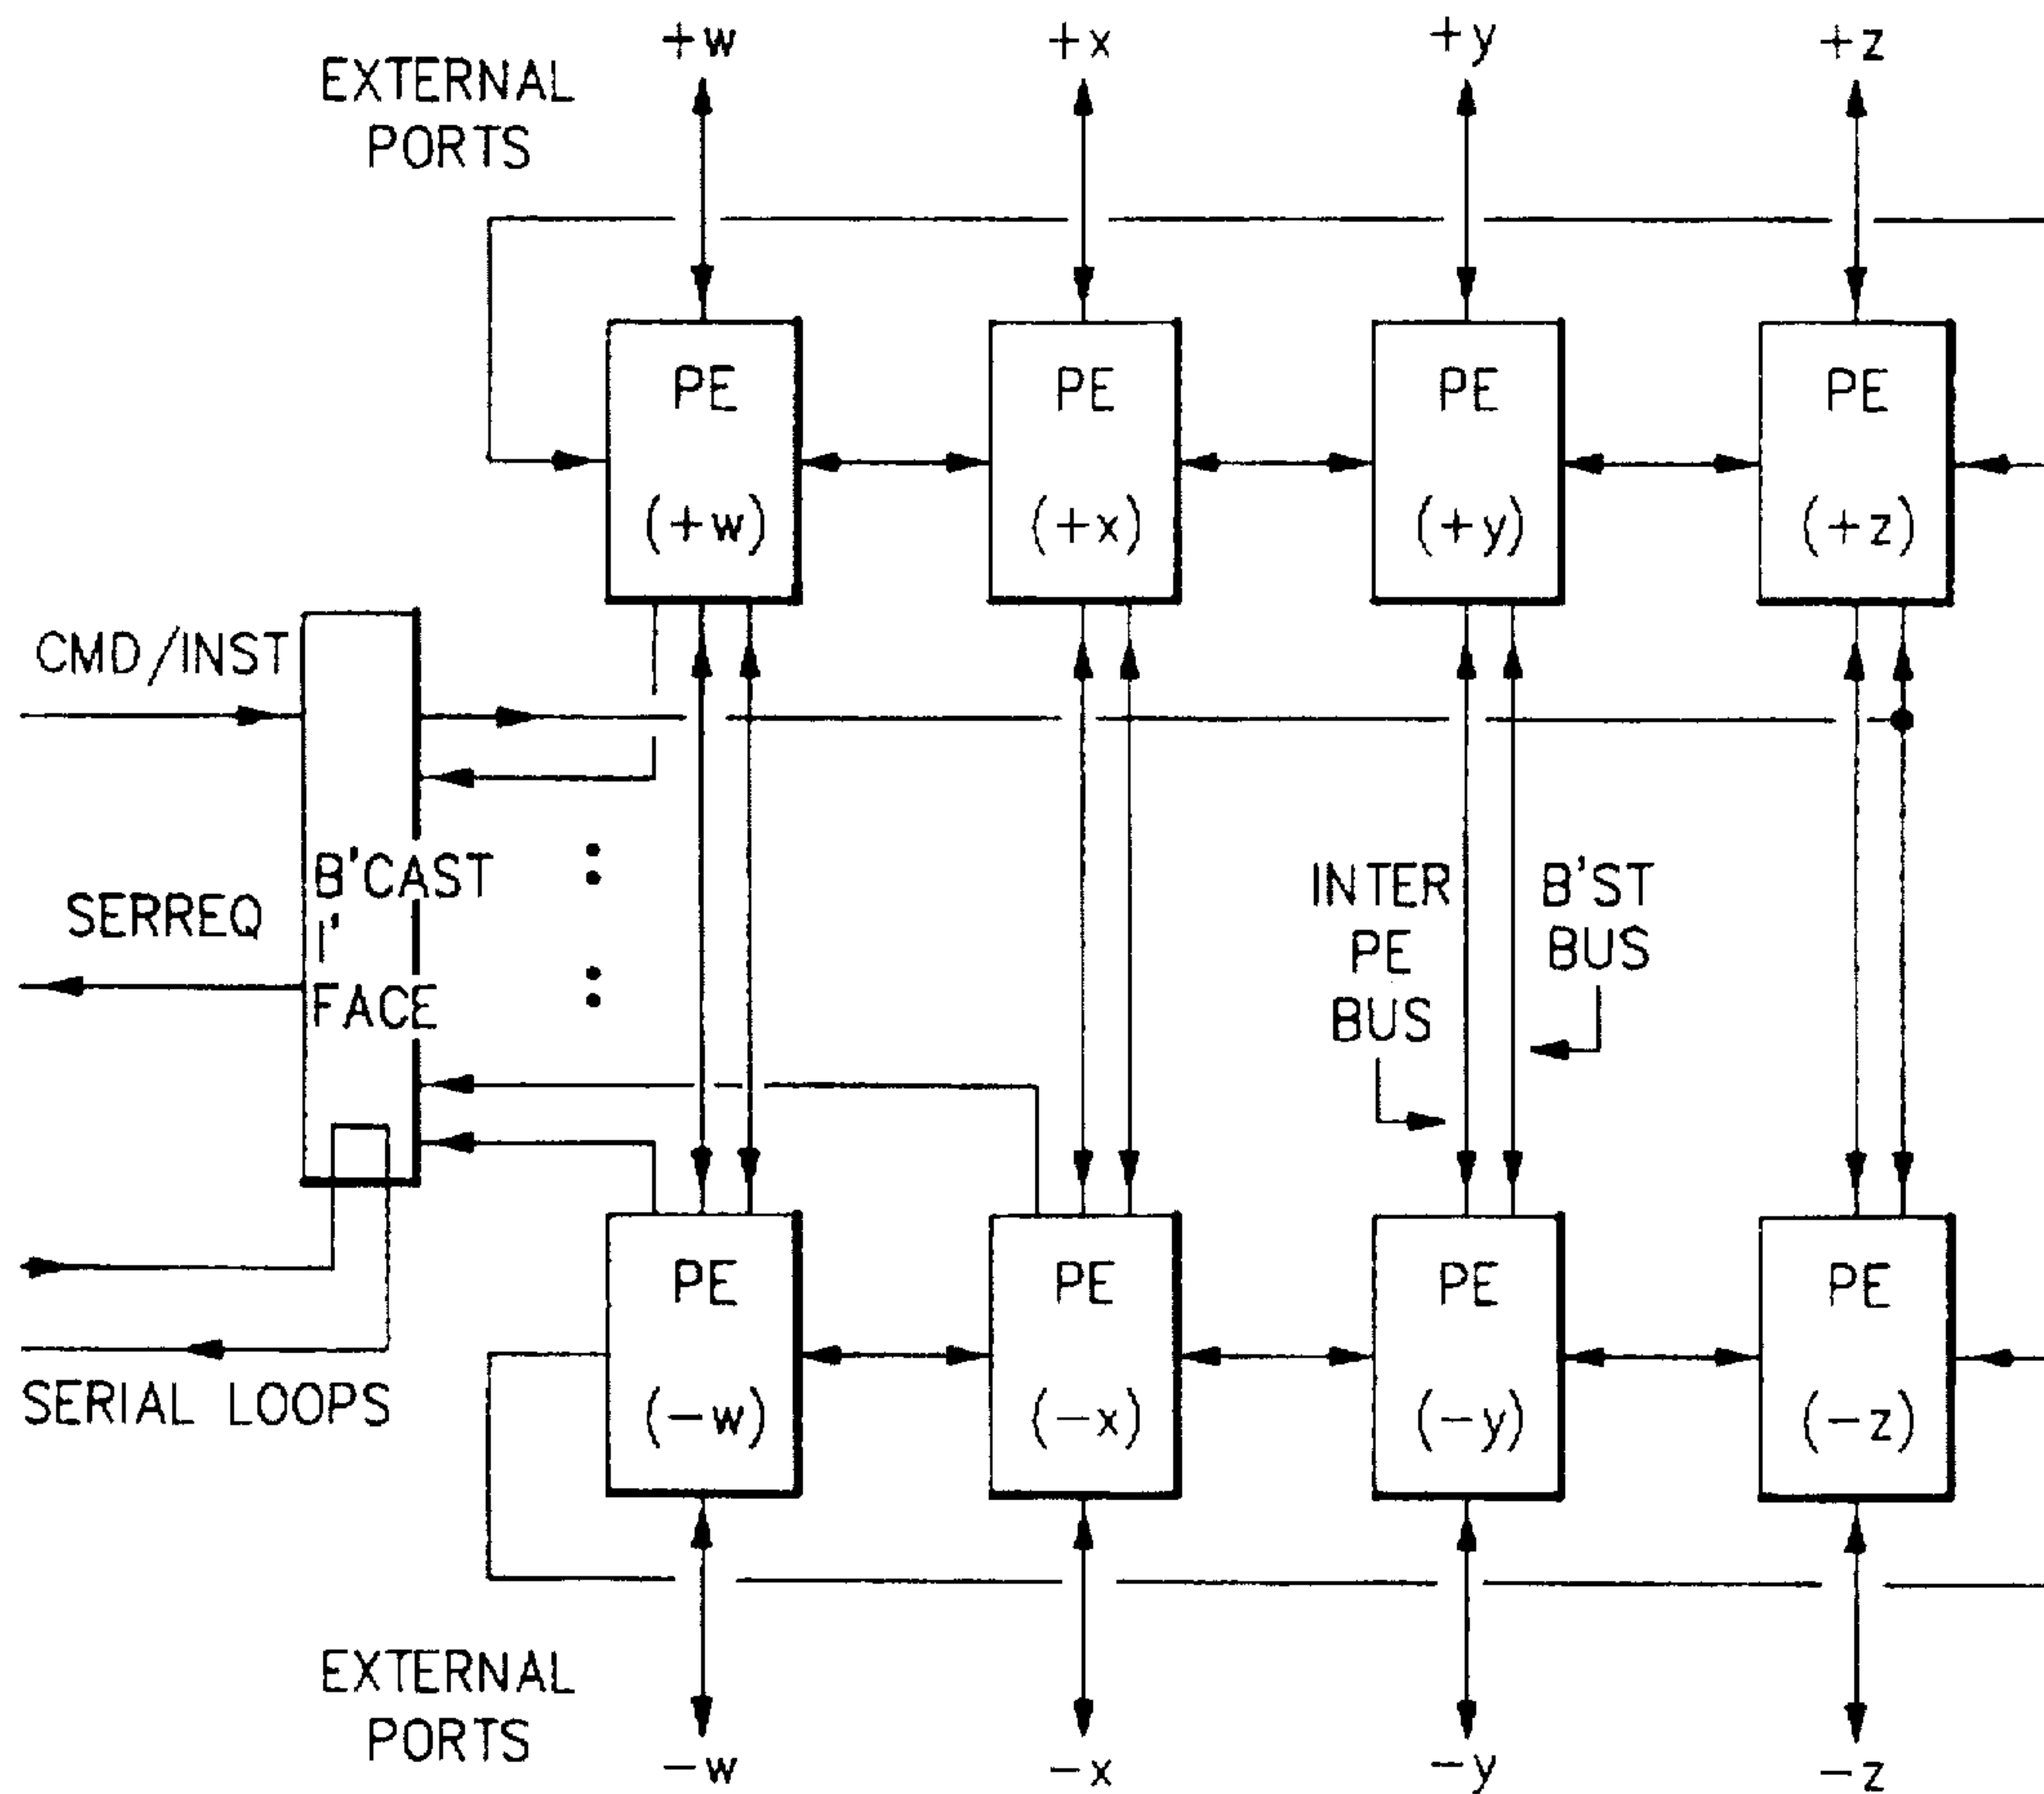 EXTERNAL
PORTS
+w
+x
+y
+z
PE
(+w)
PE
(+x)
PE
(+y)
PE
(+z)
CMD/INST
SERREQ
B'CAST
I'
FACE
INTER
PE
BUS
B'ST
BUS
PE
(-w)
PE
(-x)
PE
(-y)
PE
(-z)
SERIAL LOOPS
EXTERNAL
PORTS
-w
-x
-y
-z